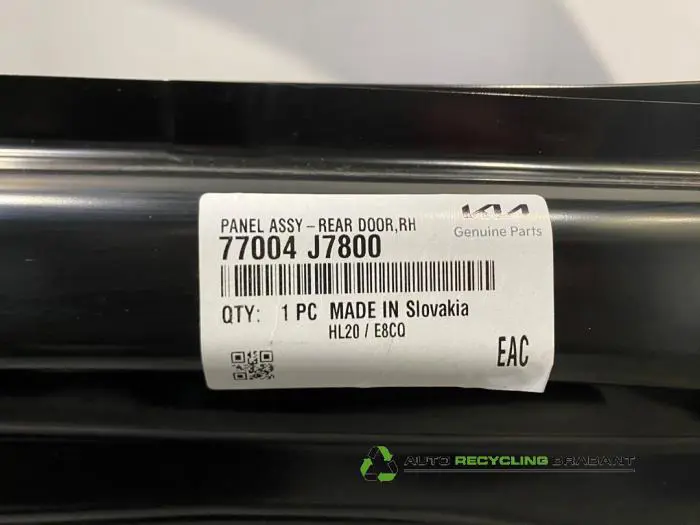 PANEL ASSY-REAR DOOR,RH
KIA
77004 J7800
Genuine Parts
QTY: 1 PC MADE IN Slovakia
HL20 / E8CO
EAC
AUTO RECYCLING BRABANT